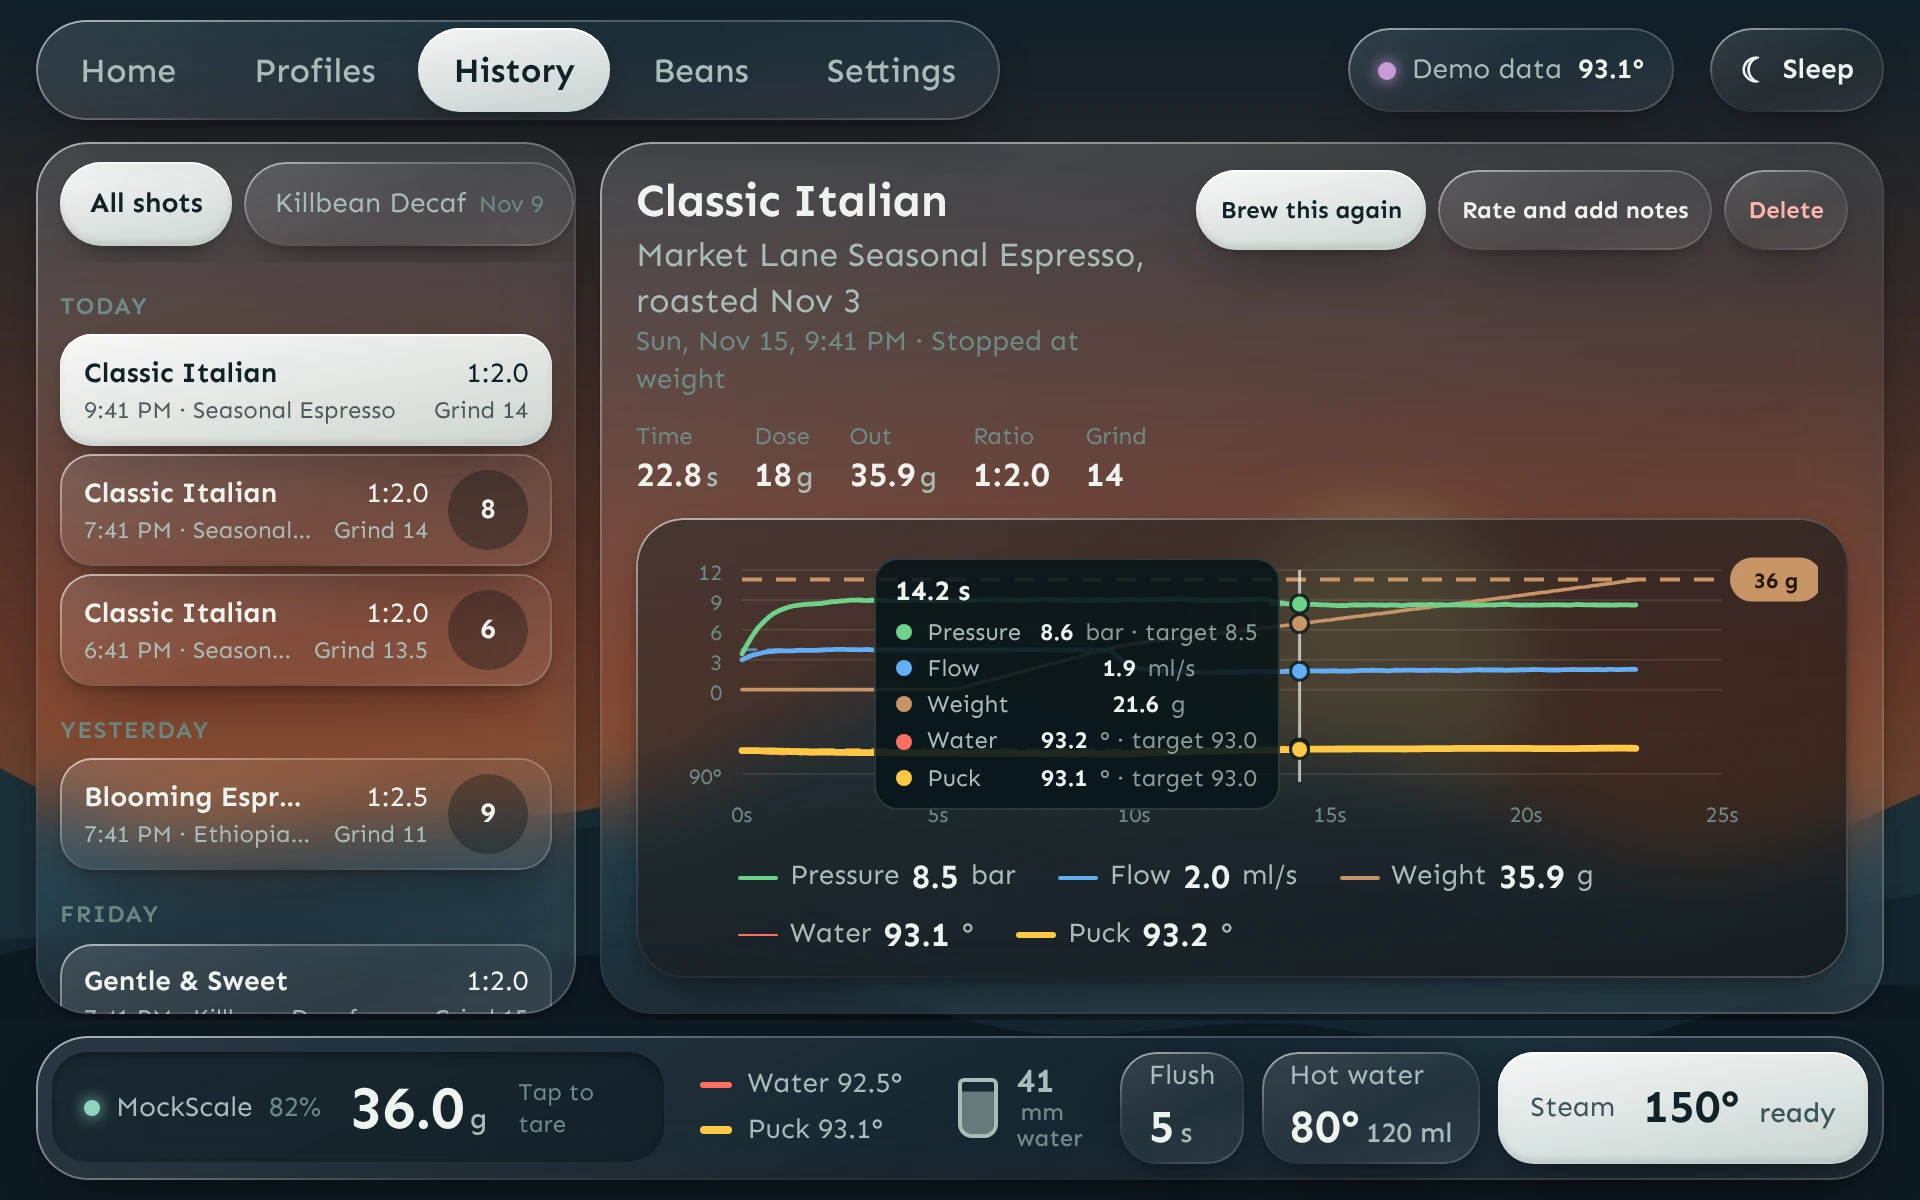 Home Profiles History Beans Settings
Demo data 93.1°
Sleep
All shots
Killbean Decaf Nov 9
TODAY
Classic Italian 1:2.0
9:41 PM · Seasonal Espresso Grind 14
Classic Italian 1:2.0 8
7:41 PM · Seasonal... Grind 14
Classic Italian 1:2.0 6
6:41 PM · Season... Grind 13.5
YESTERDAY
Blooming Espr... 1:2.5 9
7:41 PM · Ethiopia... Grind 11
FRIDAY
Gentle & Sweet 1:2.0
Classic Italian
Market Lane Seasonal Espresso,
roasted Nov 3
Sun, Nov 15, 9:41 PM · Stopped at
weight
Brew this again
Rate and add notes
Delete
Time Dose Out Ratio Grind
22.8 s 18 g 35.9 g 1:2.0 14
12
9
6
3
0
90°
36 g
14.2 s
Pressure 8.6 bar · target 8.5
Flow 1.9 ml/s
Weight 21.6 g
Water 93.2 ° · target 93.0
Puck 93.1 ° · target 93.0
0s 5s 10s 15s 20s 25s
Pressure 8.5 bar Flow 2.0 ml/s Weight 35.9 g
Water 93.1 ° Puck 93.2 °
MockScale 82% 36.0 g
Tap to
tare
Water 92.5°
Puck 93.1°
41
mm
water
Flush
5 s
Hot water
80° 120 ml
Steam 150° ready